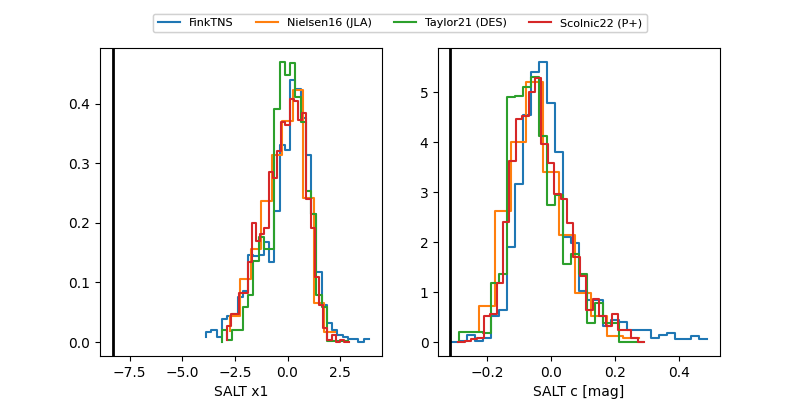 FinkTNS Nielsen16 (JLA) Taylor21 (DES) Scolnic22 (P+)
0.4
0.3
0.2
0.1
0.0
−7.5 −5.0 −2.5 0.0 2.5
SALT x1
5
4
3
2
1
0
−0.2 0.0 0.2 0.4
SALT c [mag]